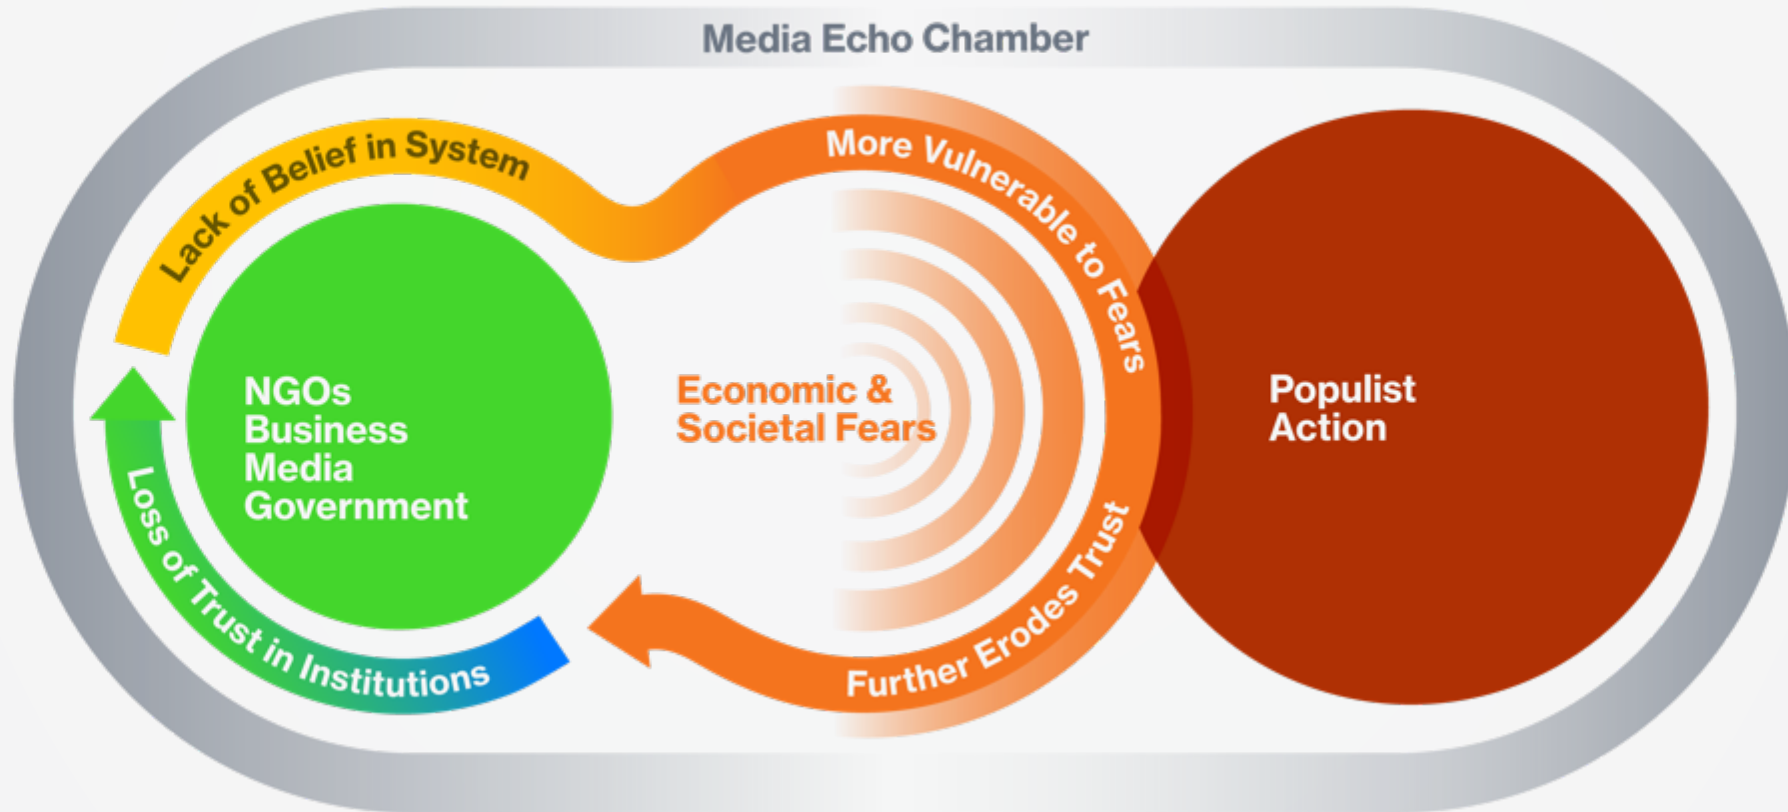 Media Echo Chamber
Lack of Belief in System
More Vulnerable to Fears
NGOs
Business
Media
Government
Economic &
Societal Fears
Populist
Action
Loss of Trust in Institutions
Further Erodes Trust